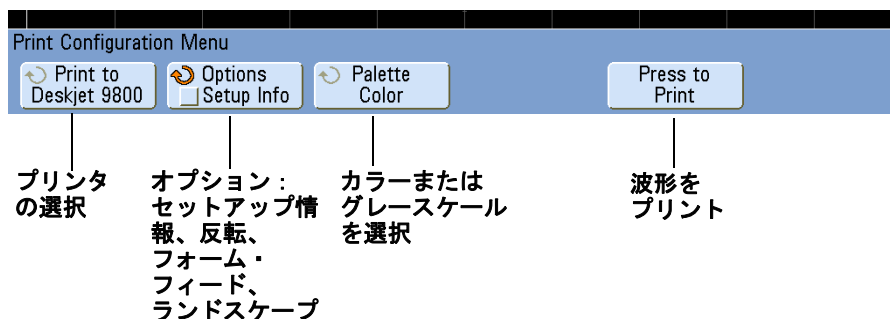 Print Configuration Menu
Print to
Deskjet 9800
Options
Setup Info
Palette
Color
Press to
Print
プリンタ
の選択
オプション：
セットアップ情
報、反転、
フォーム・
フィード、
ランドスケープ
カラーまたは
グレースケール
を選択
波形を
プリント